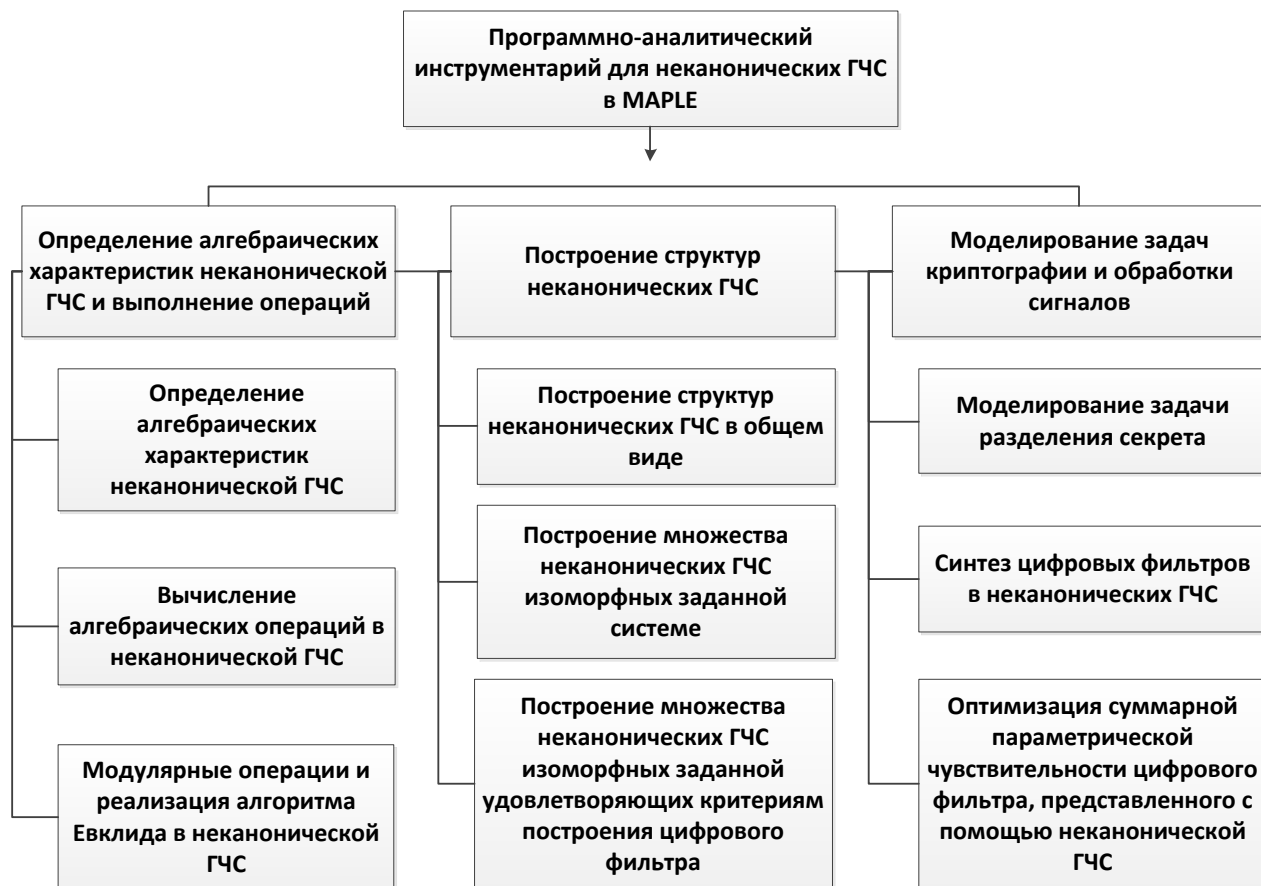 Программно-аналитический
инструментарий для неканонических ГЧС
в MAPLE
Определение алгебраических
характеристик неканонической
ГЧС и выполнение операций
Построение структур
неканонических ГЧС
Моделирование задач
криптографии и обработки
сигналов
Определение
алгебраических
характеристик
неканонической ГЧС
Построение структур
неканонических ГЧС в общем
виде
Моделирование задачи
разделения секрета
Вычисление
алгебраических операций в
неканонической ГЧС
Построение множества
неканонических ГЧС
изоморфных заданной
системе
Синтез цифровых фильтров
в неканонических ГЧС
Модулярные операции и
реализация алгоритма
Евклида в неканонической
ГЧС
Построение множества
неканонических ГЧС
изоморфных заданной
удовлетворяющих критериям
построения цифрового
фильтра
Оптимизация суммарной
параметрической
чувствительности цифрового
фильтра, представленного с
помощью неканонической
ГЧС